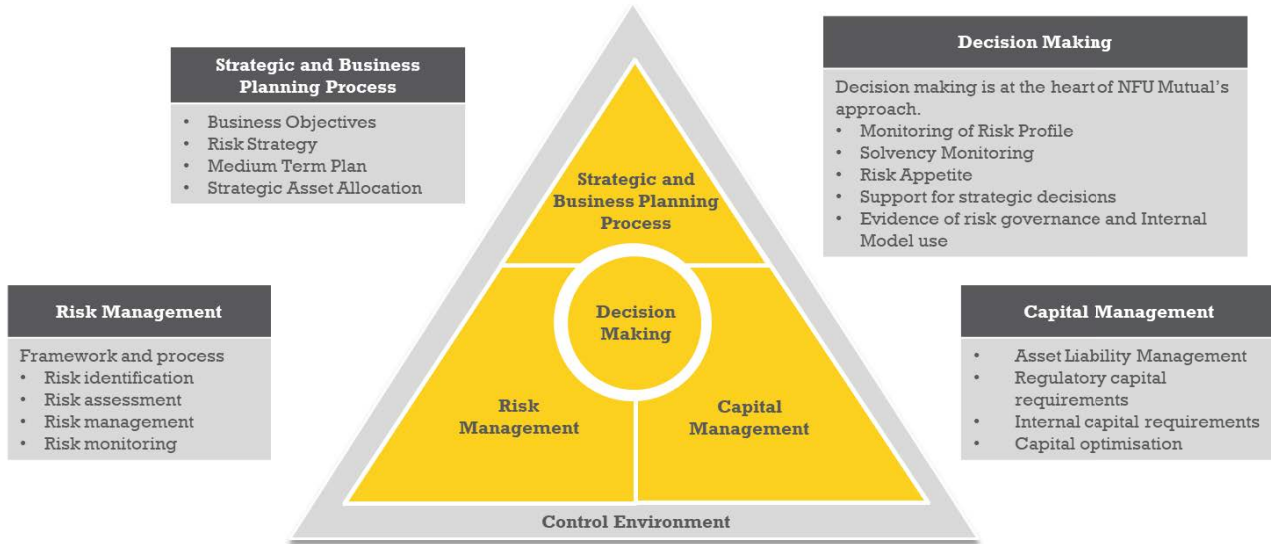 Strategic and Business
Planning Process
• Business Objectives
• Risk Strategy
• Medium Term Plan
• Strategic Asset Allocation
Decision Making
Decision making is at the heart of NFU Mutual's
approach.
• Monitoring of Risk Profile
• Solvency Monitoring
• Risk Appetite
• Support for strategic decisions
• Evidence of risk governance and Internal
Model use
Strategic and
Business Planning
Process
Decision
Making
Risk
Management
Capital
Management
Control Environment
Risk Management
Framework and process
• Risk identification
• Risk assessment
• Risk management
• Risk monitoring
Capital Management
• Asset Liability Management
• Regulatory capital
requirements
• Internal capital requirements
• Capital optimisation